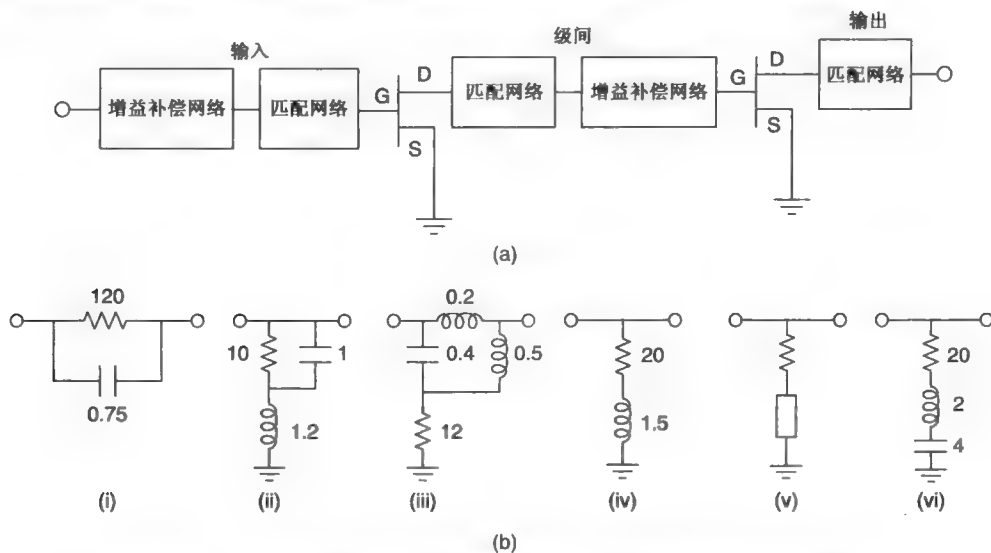 输入
级间
输出
增益补偿网络
匹配网络
G
D
S
匹配网络
增益补偿网络
G
D
S
匹配网络
(a)
120
0.75
(i)
10
1
1.2
(ii)
0.2
0.4
0.5
12
(iii)
20
1.5
(iv)
(v)
20
2
4
(vi)
(b)